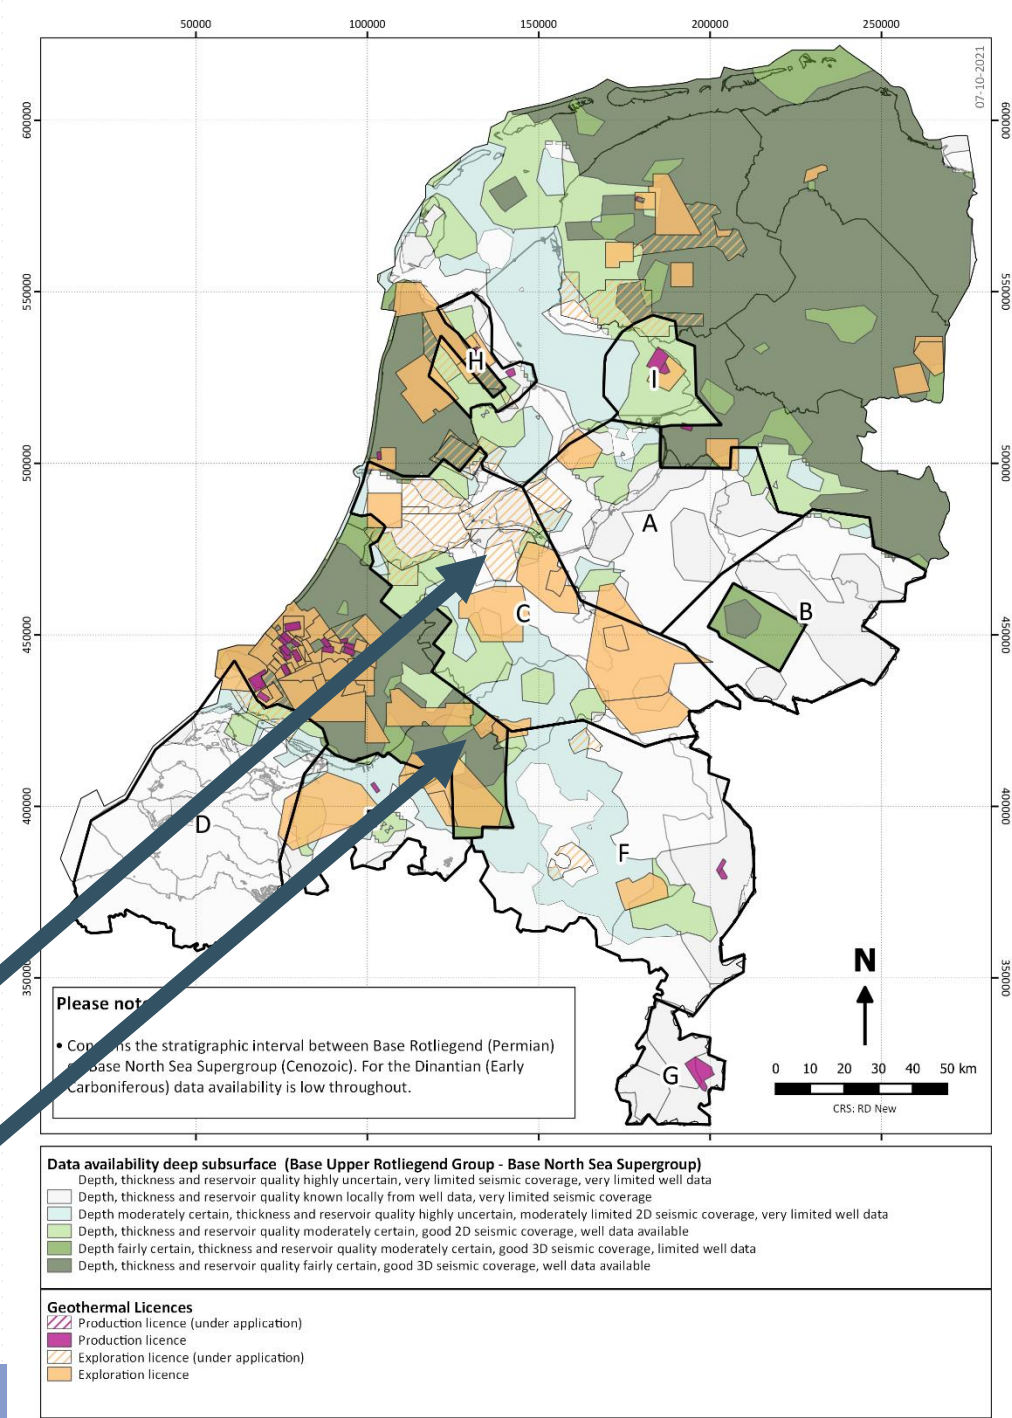 50000 100000 150000 200000 250000
07-10-2021
600000 600000
550000 550000
H
I
500000 500000
A
B
C
450000 450000
400000 400000
D
F
350000 350000
N
G
0 10 20 30 40 50 km
CRS: RD New
Please
• the stratigraphic interval between Base Rotliegend (Permian)
Base North Sea Supergroup (Cenozoic). For the Dinantian (Early
Carboniferous) data availability is low throughout.
Data availability deep subsurface (Base Upper Rotliegend Group - Base North Sea Supergroup)
Depth, thickness and reservoir quality highly uncertain, very limited seismic coverage, very limited well data
Depth, thickness and reservoir quality known locally from well data, very limited seismic coverage
Depth moderately certain, thickness and reservoir quality highly uncertain, moderately limited 2D seismic coverage, very limited well data
Depth, thickness and reservoir quality moderately certain, good 2D seismic coverage, well data available
Depth fairly certain, thickness and reservoir quality moderately certain, good 3D seismic coverage, limited well data
Depth, thickness and reservoir quality fairly certain, good 3D seismic coverage, well data available
Geothermal Licences
Production licence (under application)
Production licence
Exploration licence (under application)
Exploration licence